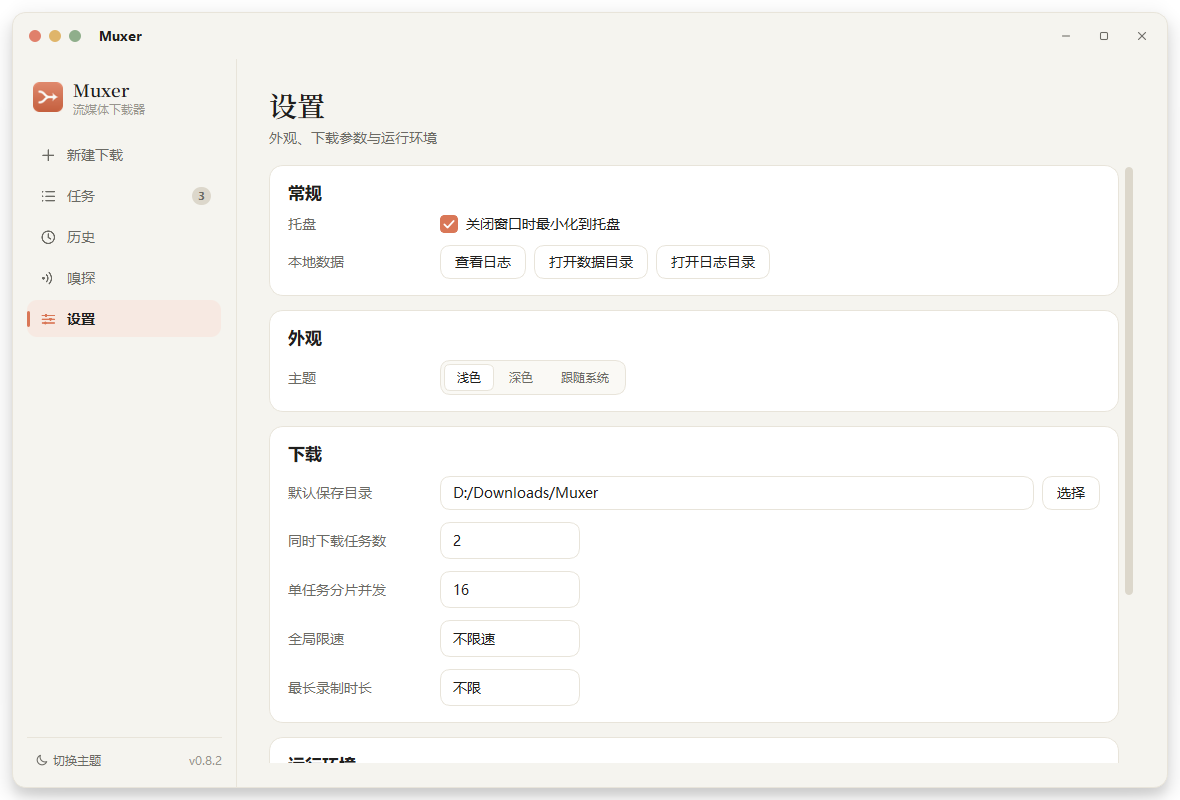 Muxer
Muxer
流媒体下载器
新建下载
任务 3
历史
嗅探
设置
切换主题 v0.8.2
设置
外观、下载参数与运行环境
常规
托盘 关闭窗口时最小化到托盘
本地数据 查看日志 打开数据目录 打开日志目录
外观
主题 浅色 深色 跟随系统
下载
默认保存目录 D:/Downloads/Muxer 选择
同时下载任务数 2
单任务分片并发 16
全局限速 不限速
最长录制时长 不限
运行环境